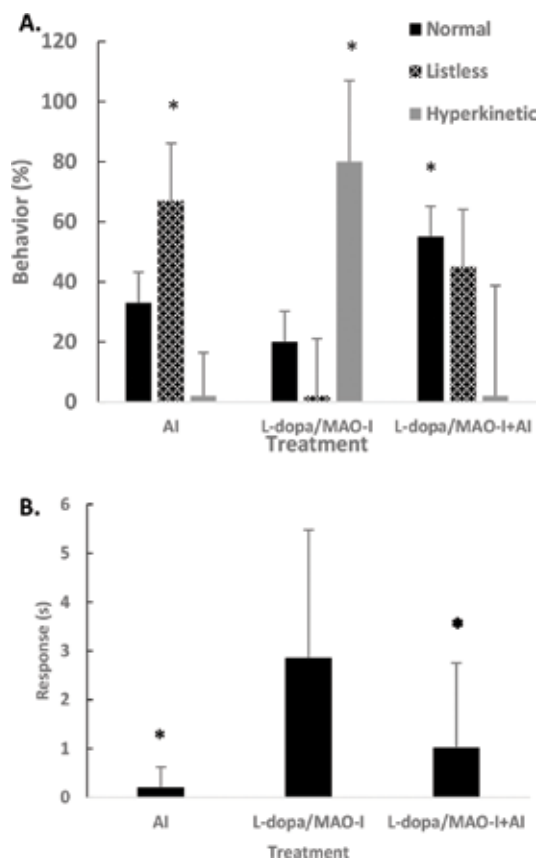 A.
Normal
Listless
Hyperkinetic
Behavior (%)
120
100
80
60
40
20
0
*
*
*
AI
L-dopa/MAO-I
L-dopa/MAO-I+AI
Treatment
B.
Response (s)
6
5
4
3
2
1
0
*
*
AI
L-dopa/MAO-I
L-dopa/MAO-I+AI
Treatment